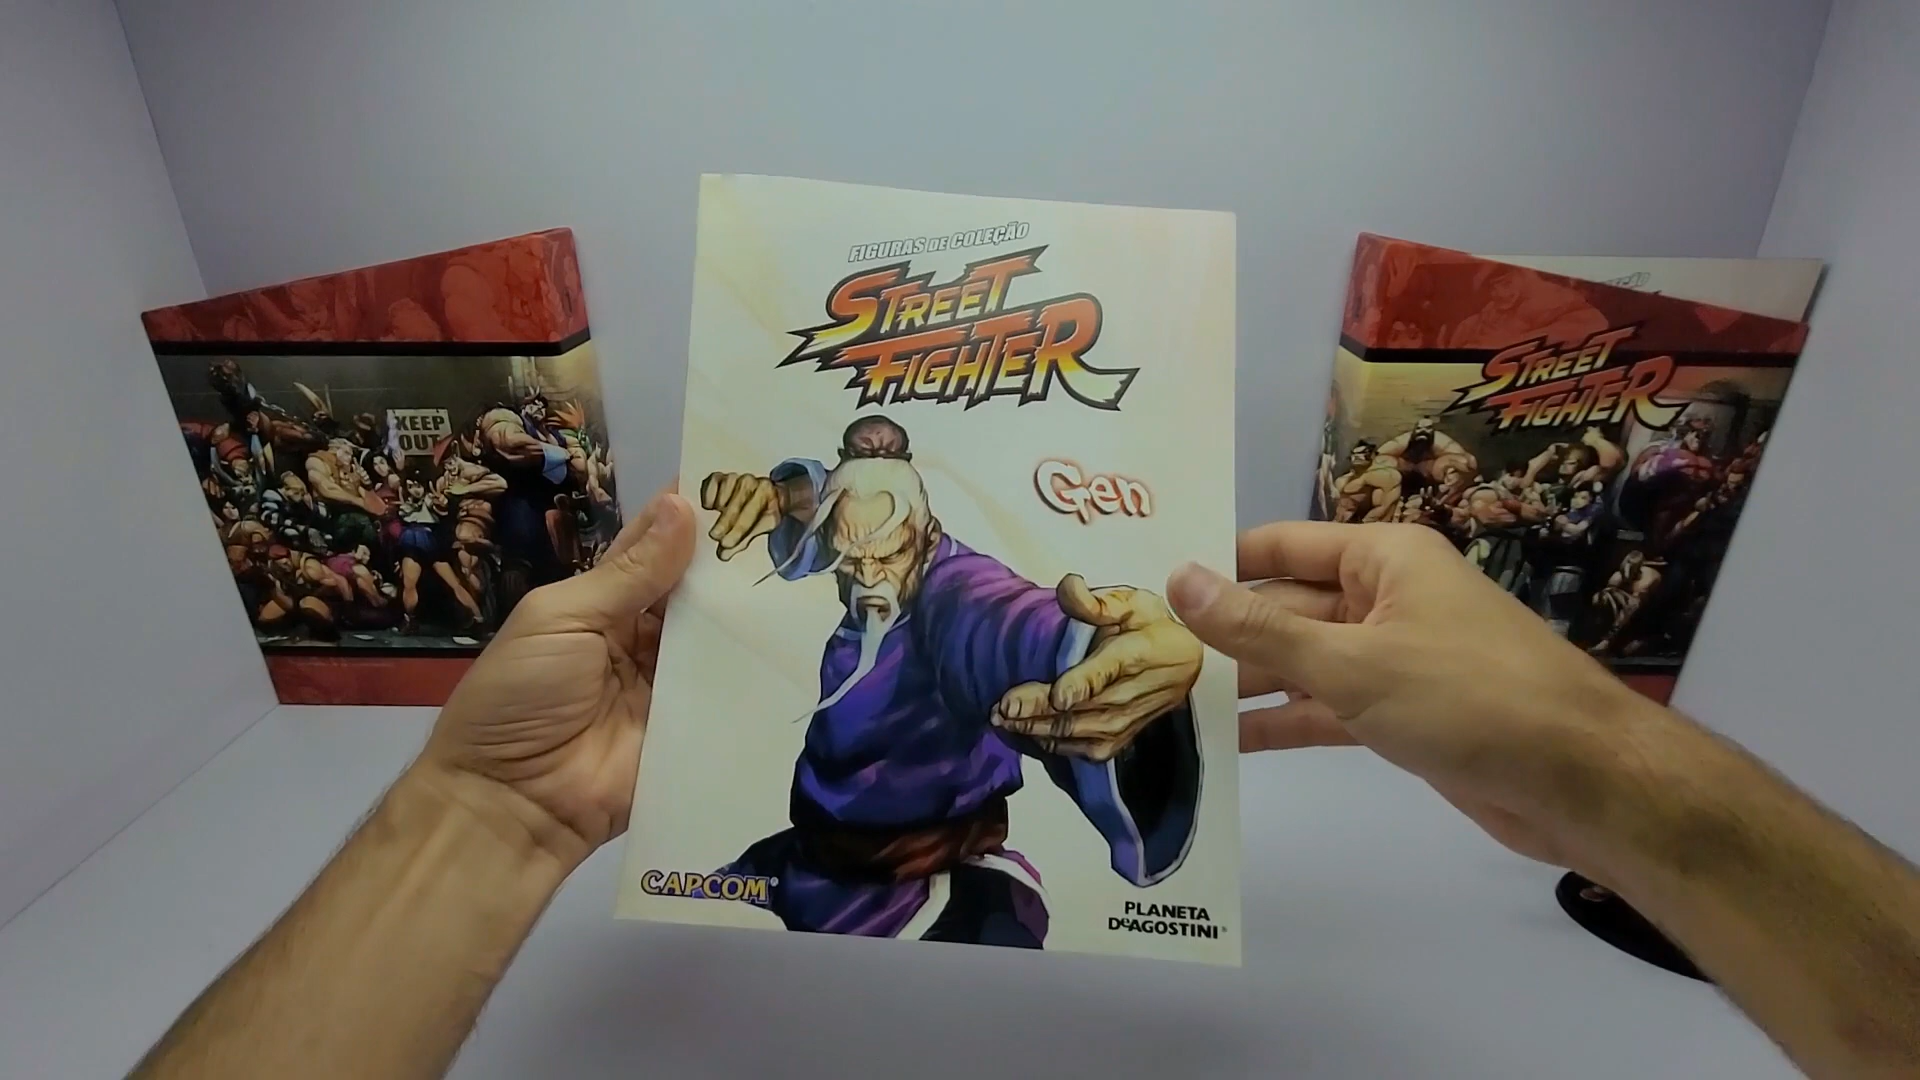 FIGURAS DE COLEÇÃO
STREET
FIGHTER
Gen
CAPCOM®
PLANETA
DeAGOSTINI®
KEEP
OUT
STREET
FIGHTER